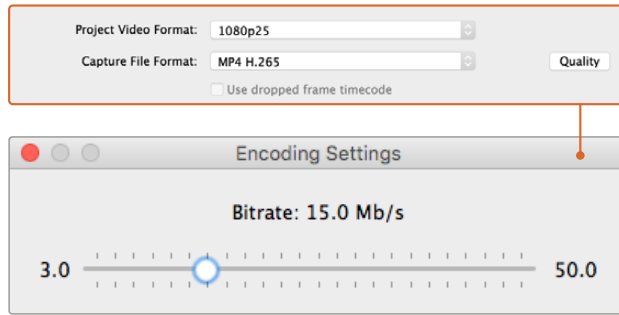 Project Video Format: 1080p25
Capture File Format: MP4 H.265 Quality
Use dropped frame timecode
Encoding Settings
Bitrate: 15.0 Mb/s
3.0 50.0